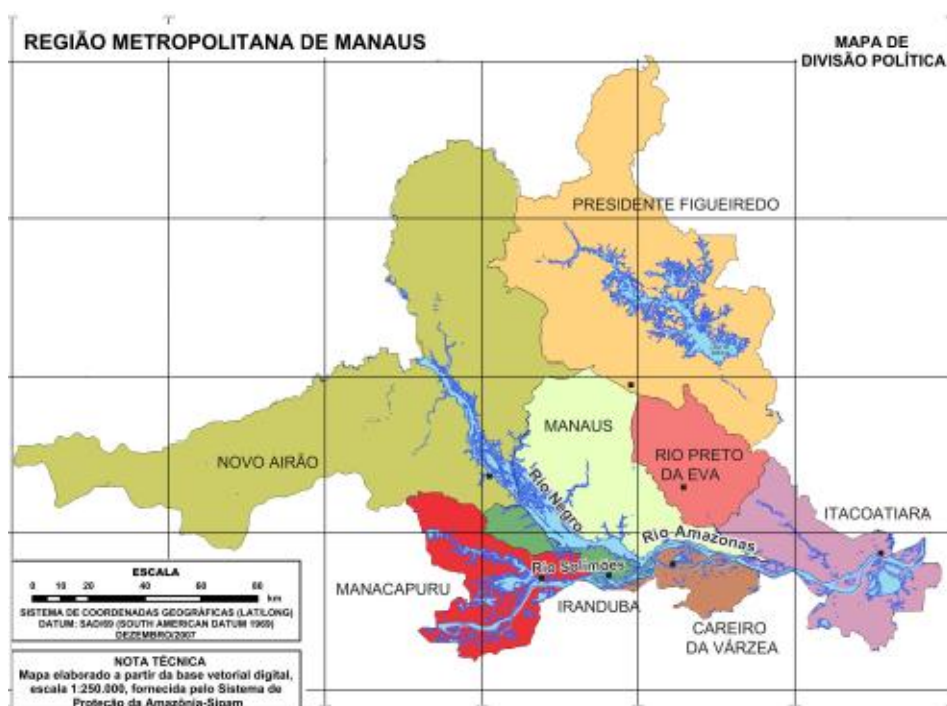 REGIÃO METROPOLITANA DE MANAUS
MAPA DE
DIVISÃO POLÍTICA
PRESIDENTE FIGUEIREDO
MANAUS
NOVO AIRÃO
RIO PRETO
DA EVA
Rio Negro
ITACOATIARA
Rio Amazonas
Rio Solimões
MANACAPURU
IRANDUBA
CAREIRO
DA VÁRZEA
ESCALA
0 10 20 40 60 80
km
SISTEMA DE COORDENADAS GEOGRÁFICAS (LAT/LONG)
DATUM: SAD/69 (SOUTH AMERICAN DATUM 1969)
DEZEMBRO/2007
NOTA TÉCNICA
Mapa elaborado a partir da base vetorial digital,
escala 1:250.000, fornecida pelo Sistema de
Proteção da Amazônia-Sipam